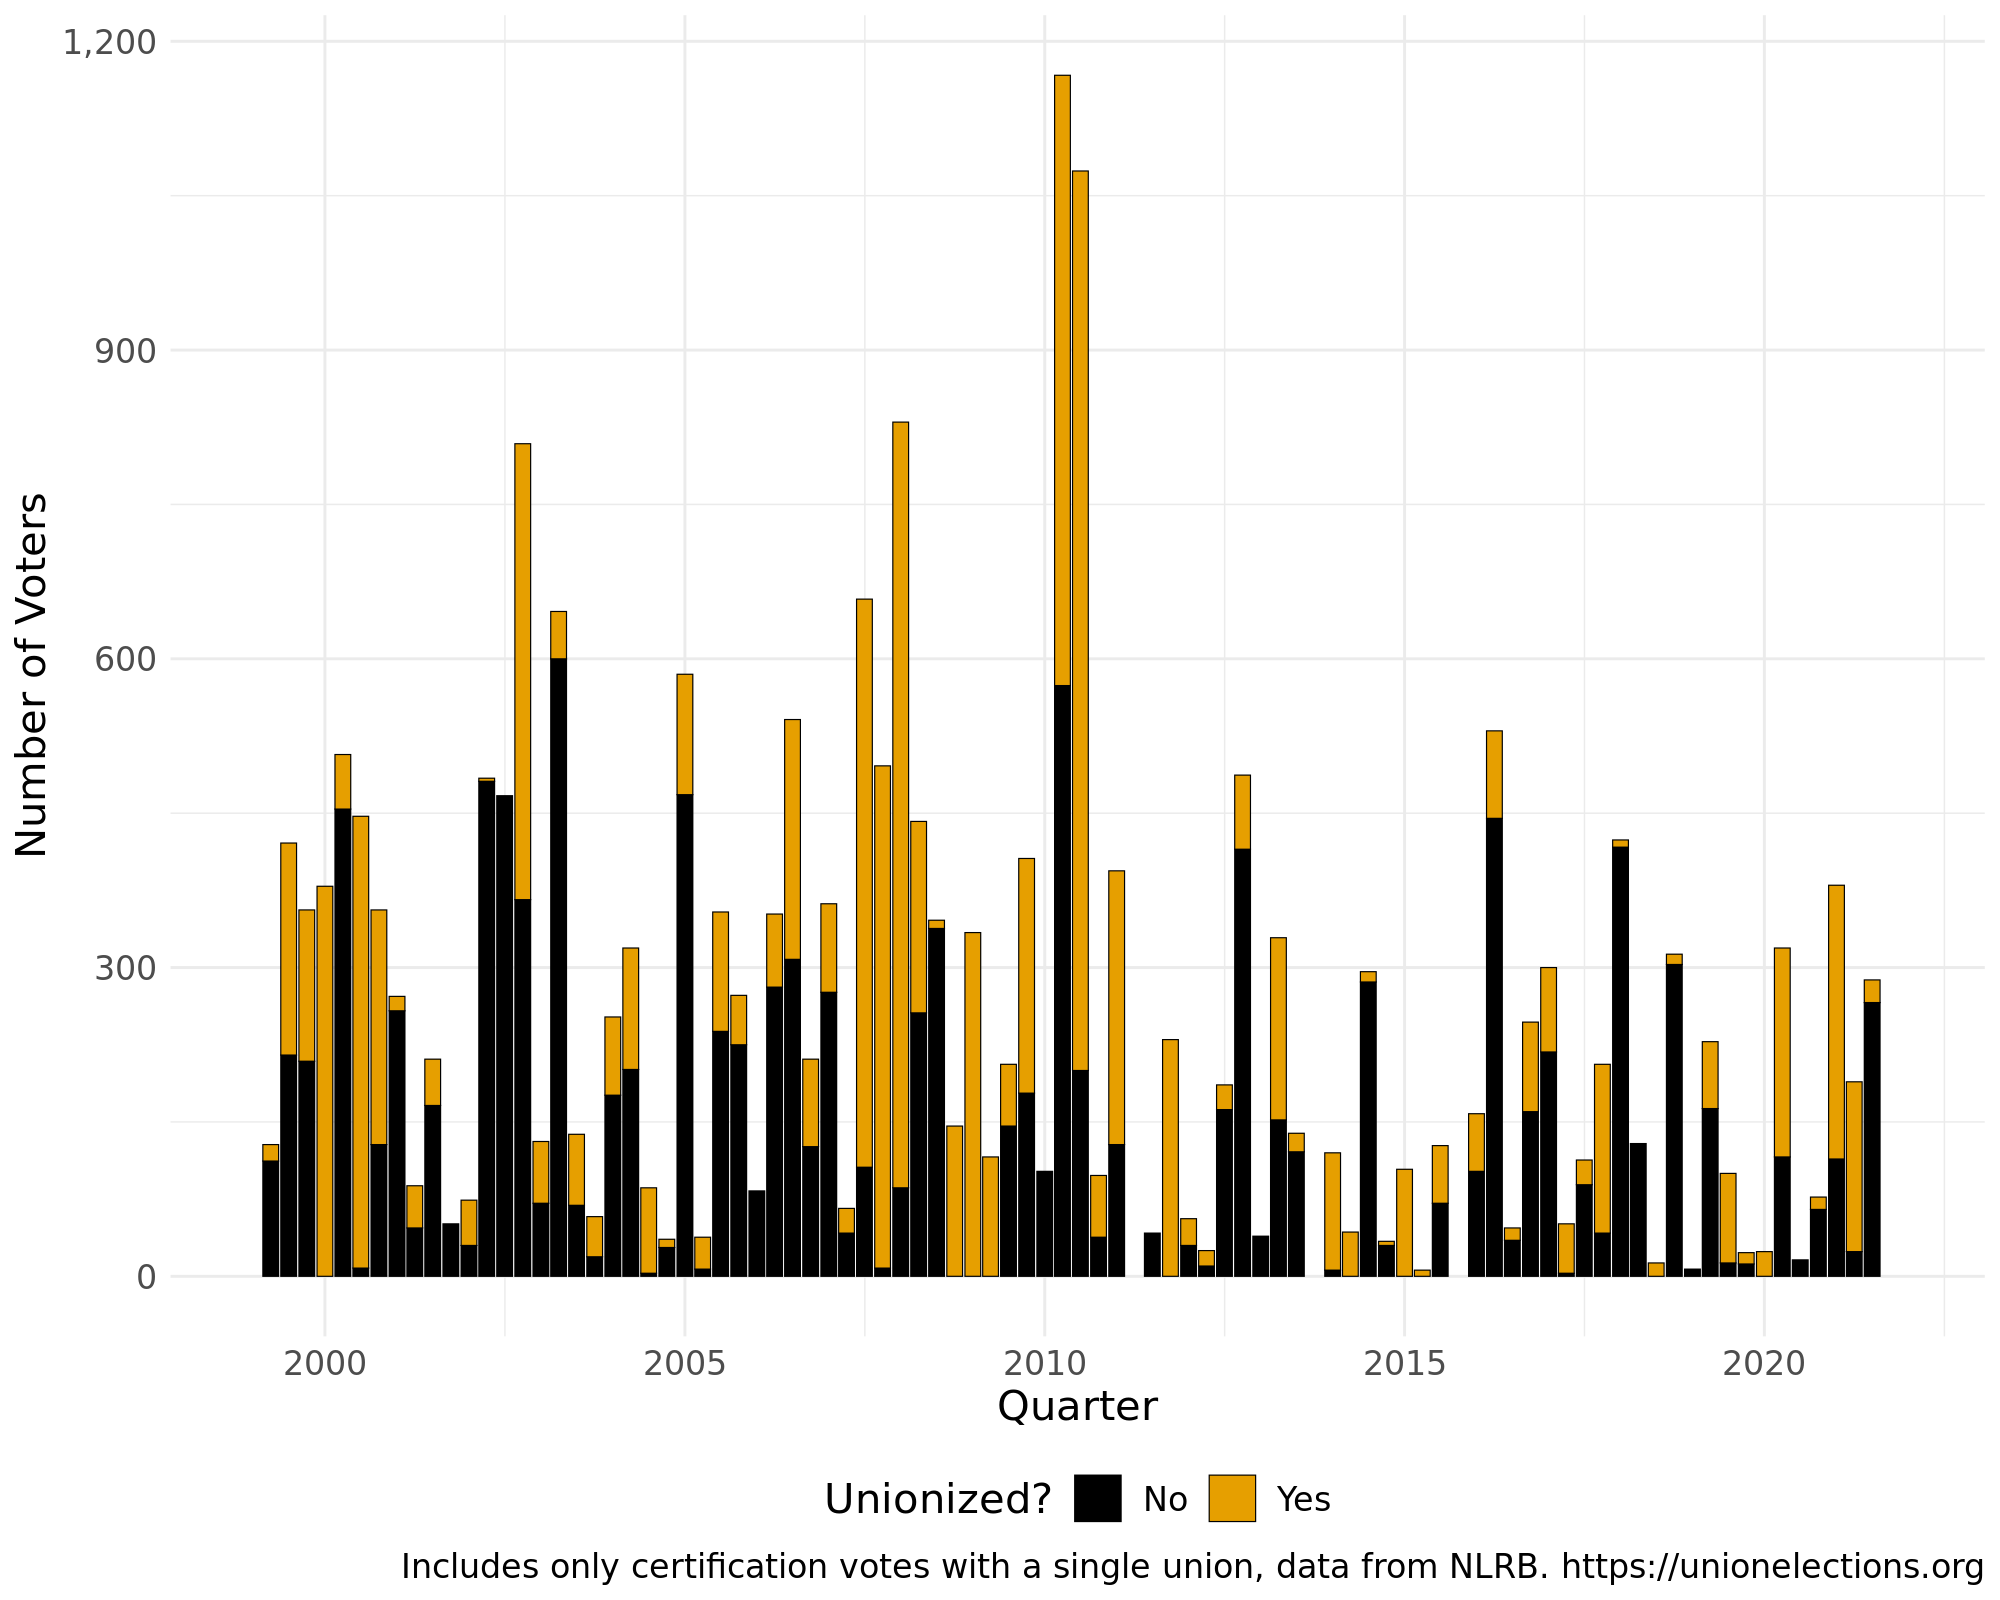 1,200
900
600
300
0
Number of Voters
2000 2005 2010 2015 2020
Quarter
Unionized? No Yes
Includes only certification votes with a single union, data from NLRB. https://unionelections.org